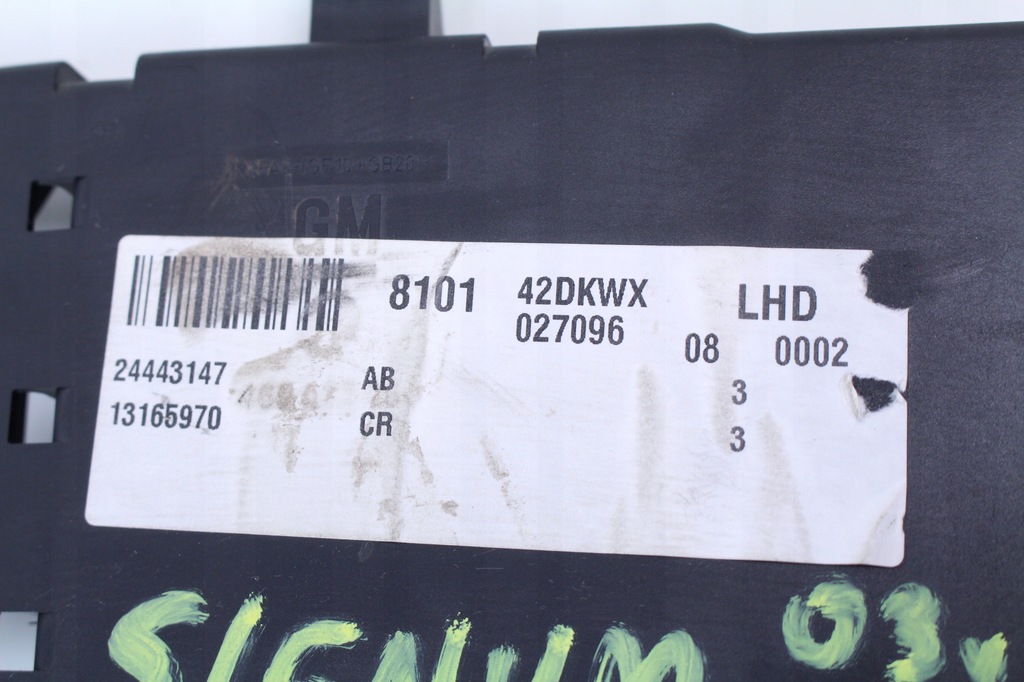 GM
8101 42DKWX LHD
027096 08 0002
24443147 AB 3
13165970 CR 3
SIGNUM 03